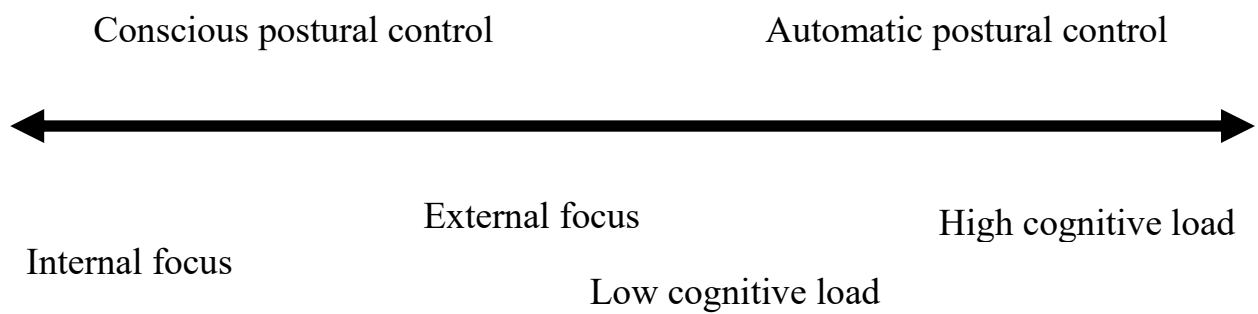 Conscious postural control
Automatic postural control
External focus
High cognitive load
Internal focus
Low cognitive load